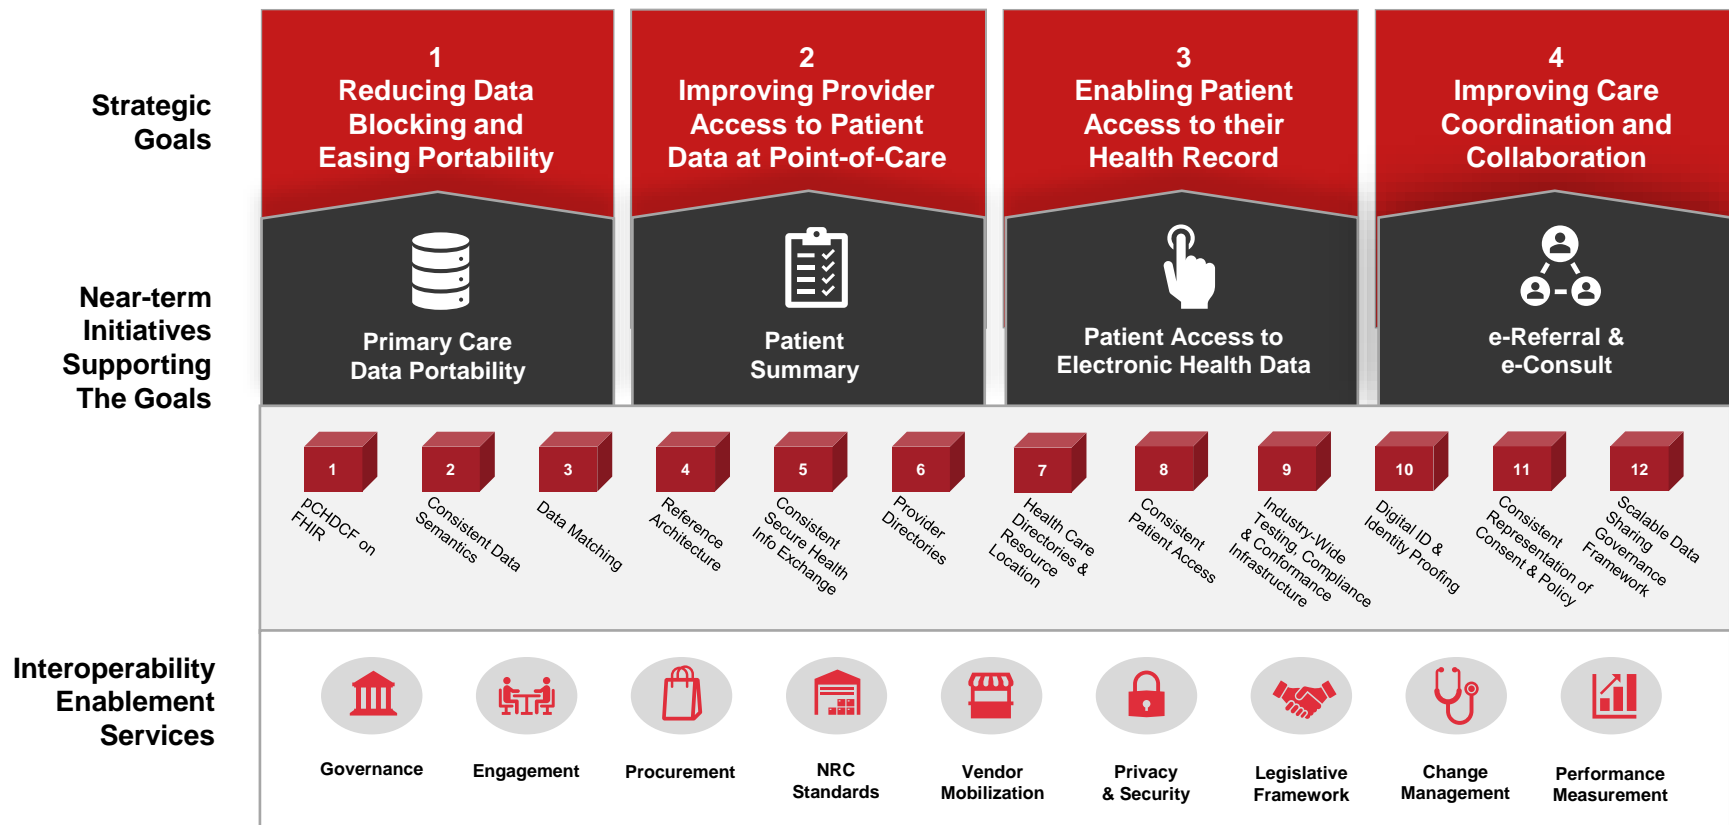 Strategic
Goals
1
Reducing Data
Blocking and
Easing Portability
2
Improving Provider
Access to Patient
Data at Point-of-Care
3
Enabling Patient
Access to their
Health Record
4
Improving Care
Coordination and
Collaboration
Near-term
Initiatives
Supporting
The Goals
Primary Care
Data Portability
Patient
Summary
Patient Access to
Electronic Health Data
e-Referral &
e-Consult
1
pCHDCF on
FHIR
2
Consistent Data
Semantics
3
Data Matching
4
Reference
Architecture
5
Consistent
Secure Health
Info Exchange
6
Provider
Directories
7
Health Care
Directories &
Resource
Location
8
Consistent
Patient Access
9
Industry-Wide
Testing, Compliance
& Conformance
Infrastructure
10
Digital ID &
Identity Proofing
11
Consistent
Representation of
Consent & Policy
12
Scalable Data
Sharing
Governance
Framework
Interoperability
Enablement
Services
Governance
Engagement
Procurement
NRC
Standards
Vendor
Mobilization
Privacy
& Security
Legislative
Framework
Change
Management
Performance
Measurement